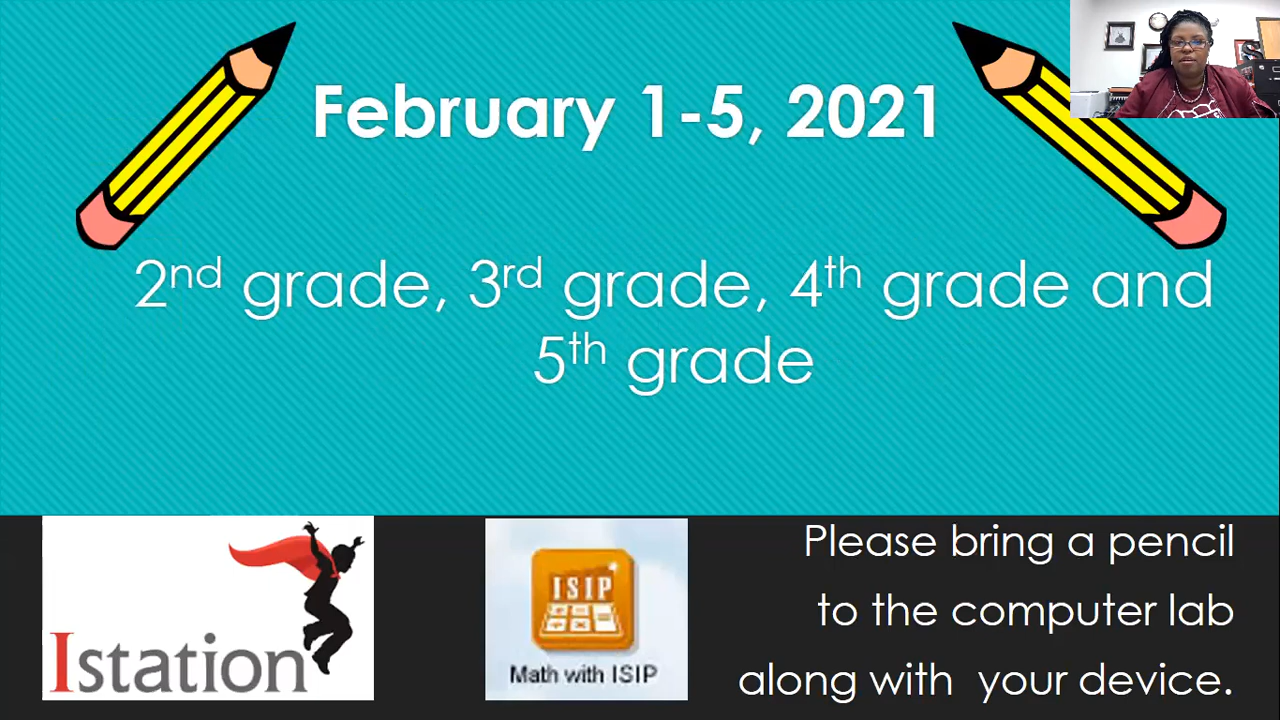 February 1-5, 2021
2nd grade, 3rd grade, 4th grade and
5th grade
Istation
ISIP
Math with ISIP
Please bring a pencil
to the computer lab
along with your device.